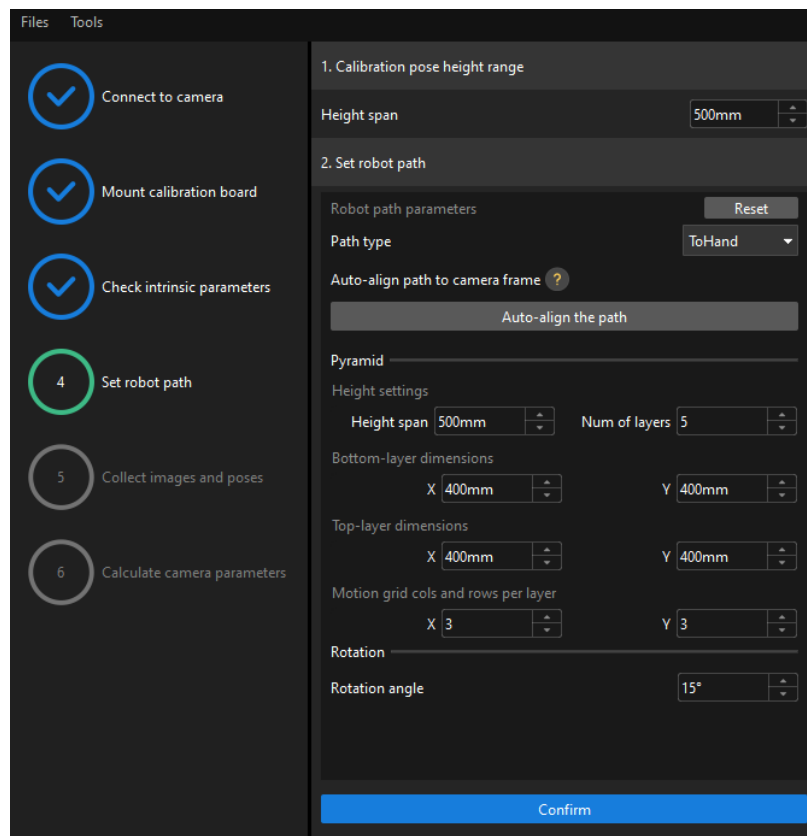 Files Tools
Connect to camera
Mount calibration board
Check intrinsic parameters
4 Set robot path
5 Collect images and poses
6 Calculate camera parameters
1. Calibration pose height range
Height span 500mm
2. Set robot path
Robot path parameters Reset
Path type ToHand
Auto-align path to camera frame ?
Auto-align the path
Pyramid
Height settings
Height span 500mm Num of layers 5
Bottom-layer dimensions
X 400mm Y 400mm
Top-layer dimensions
X 400mm Y 400mm
Motion grid cols and rows per layer
X 3 Y 3
Rotation
Rotation angle 15°
Confirm